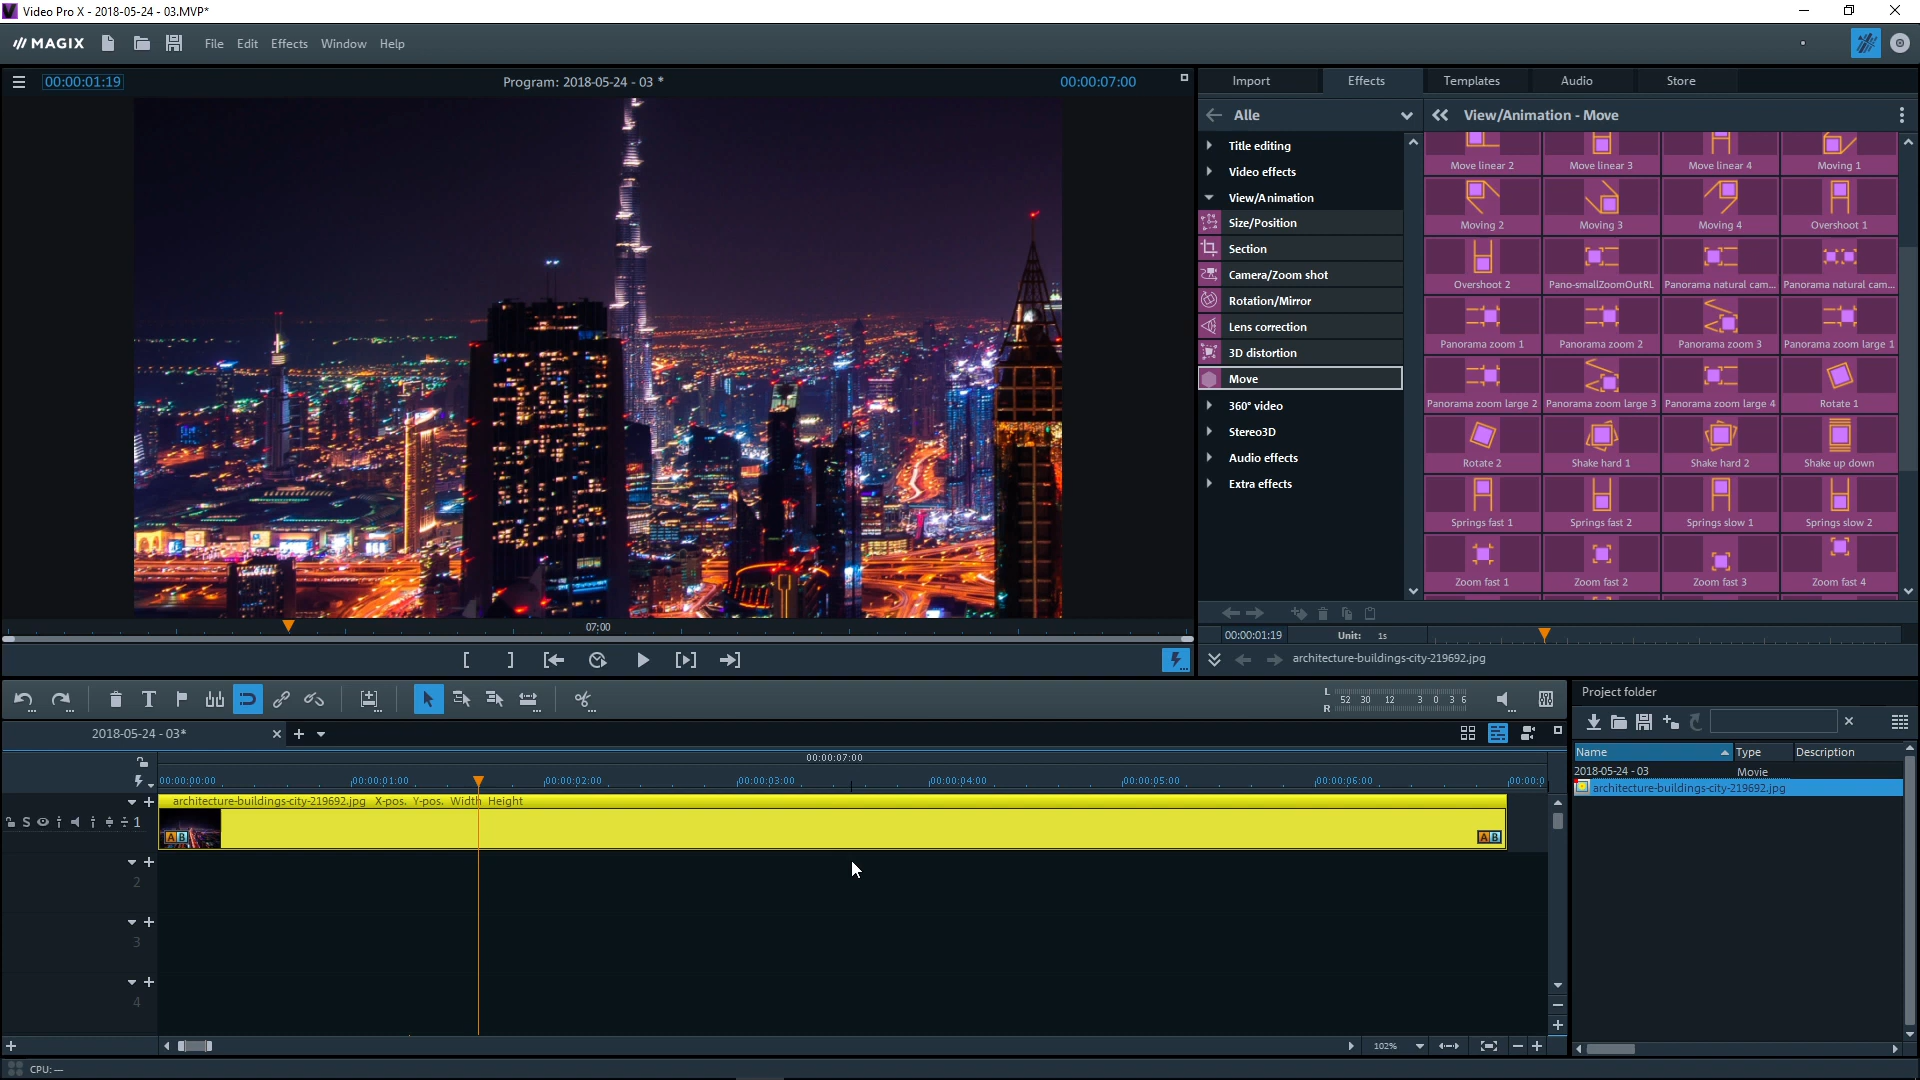 Video Pro X - 2018-05-24 - 03.MVP*
MAGIX File Edit Effects Window Help
00:00:01:19 Program: 2018-05-24 - 03 * 00:00:07:00
Import Effects Templates Audio Store
Alle
View/Animation - Move
Title editing
Video effects
View/Animation
Size/Position
Section
Camera/Zoom shot
Rotation/Mirror
Lens correction
3D distortion
Move
360° video
Stereo3D
Audio effects
Extra effects
Move linear 2 Move linear 3 Move linear 4 Moving 1
Moving 2 Moving 3 Moving 4 Overshoot 1
Overshoot 2 Pano-smallZoomOutRL Panorama natural cam... Panorama natural cam...
Panorama zoom 1 Panorama zoom 2 Panorama zoom 3 Panorama zoom large 1
Panorama zoom large 2 Panorama zoom large 3 Panorama zoom large 4 Rotate 1
Rotate 2 Shake hard 1 Shake hard 2 Shake up down
Springs fast 1 Springs fast 2 Springs slow 1 Springs slow 2
Zoom fast 1 Zoom fast 2 Zoom fast 3 Zoom fast 4
07:00
00:00:01:19 Unit: 1s
architecture-buildings-city-219692.jpg
L 52 30 12 3 0 3 6
R
Project folder
2018-05-24 - 03*
Name Type Description
2018-05-24 - 03 Movie
architecture-buildings-city-219692.jpg
00:00:07:00
00:00:00:00 00:00:01:00 00:00:02:00 00:00:03:00 00:00:04:00 00:00:05:00 00:00:06:00 00:00:0
architecture-buildings-city-219692.jpg X-pos. Y-pos. Width Height
S 1
A B A B
2
3
4
102%
CPU: —